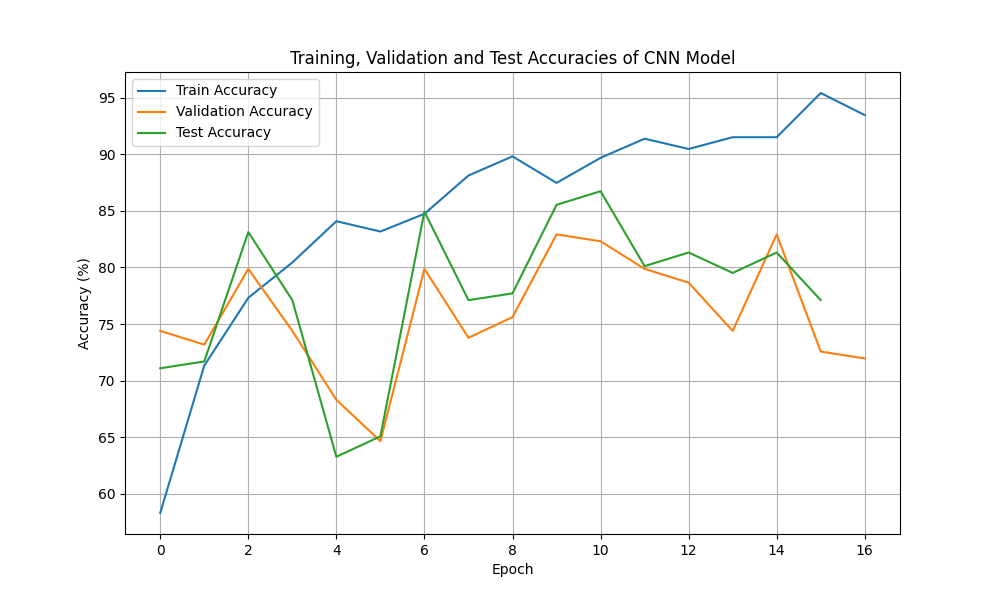 Training, Validation and Test Accuracies of CNN Model
Train Accuracy
Validation Accuracy
Test Accuracy
Accuracy (%)
95
90
85
80
75
70
65
60
0 2 4 6 8 10 12 14 16
Epoch